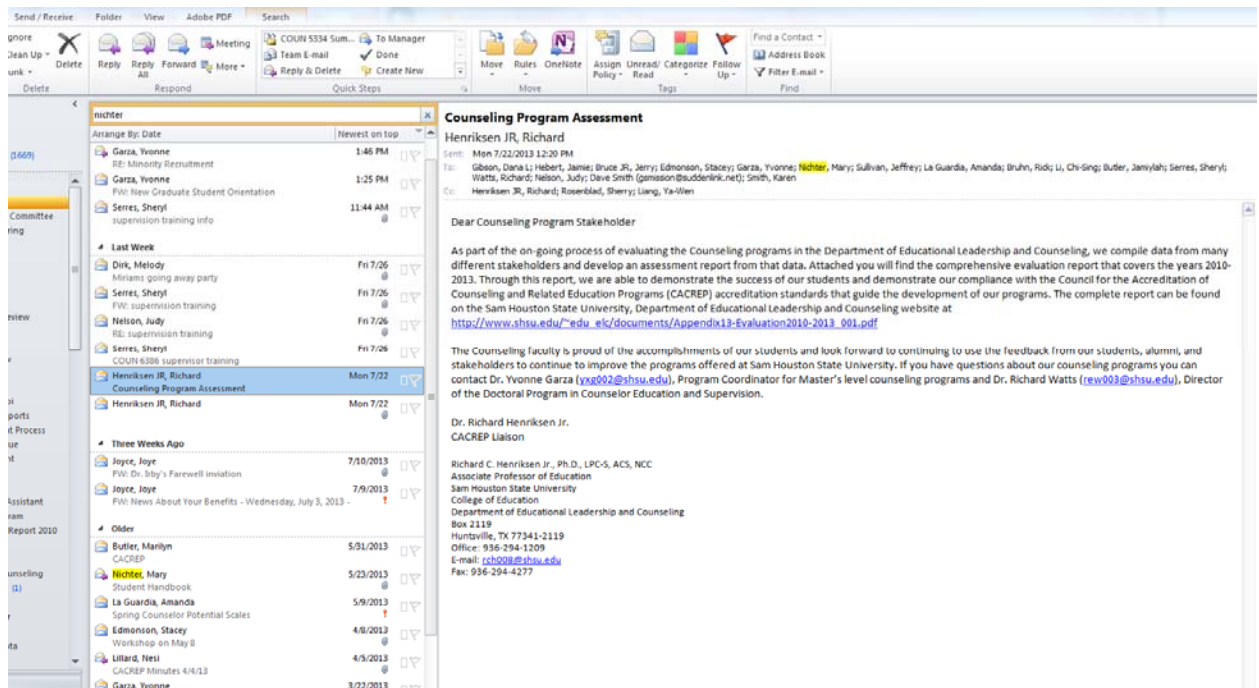 Send / Receive Folder View Adobe PDF Search
gnore
Clean Up
unk
Delete
Reply
Reply All
Forward
Meeting
More
COUN 5334 Sum...
To Manager
Team E-mail
Done
Reply & Delete
Create New
Move
Rules
OneNote
Assign Policy
Unread/ Read
Categorize
Follow Up
Find a Contact
Address Book
Filter E-mail
Delete Respond Quick Steps Move Tags Find
(1669)
Committee
ring
eview
pi
ports
t Process
ue
nt
Assistant
ram
Report 2010
unseling
(1)
r
ata
nichter
Arrange By: Date Newest on top
Garza, Yvonne 1:46 PM
RE: Minority Recruitment
Garza, Yvonne 1:25 PM
FW: New Graduate Student Orientation
Serres, Sheryl 11:44 AM
supervision training info
Last Week
Dirk, Melody Fri 7/26
Miriams going away party
Serres, Sheryl Fri 7/26
FW: supervision training
Nelson, Judy Fri 7/26
RE: supervision training
Serres, Sheryl Fri 7/26
COUN 6386 supervisor training
Henriksen JR, Richard Mon 7/22
Counseling Program Assessment
Henriksen JR, Richard Mon 7/22
Three Weeks Ago
Joyce, Joye 7/10/2013
FW: Dr. Irby's Farewell inviation
Joyce, Joye 7/9/2013
FW: News About Your Benefits - Wednesday, July 3, 2013 -
Older
Butler, Marilyn 5/31/2013
CACREP
Nichter, Mary 5/23/2013
Student Handbook
La Guardia, Amanda 5/9/2013
Spring Counselor Potential Scales
Edmonson, Stacey 4/8/2013
Workshop on May 8
Lillard, Nesi 4/5/2013
CACREP Minutes 4/4/13
Garza, Yvonne 3/22/2013
Counseling Program Assessment
Henriksen JR, Richard
Sent: Mon 7/22/2013 12:20 PM
To: Gibson, Dana L; Hebert, Jaimie; Bruce JR, Jerry; Edmonson, Stacey; Garza, Yvonne; Nichter, Mary; Sullivan, Jeffrey; La Guardia, Amanda; Bruhn, Rick; Li, Chi-Sing; Butler, Jamiylah; Serres, Sheryl;
Watts, Richard; Nelson, Judy; Dave Smith (gsmission@suddenlink.net); Smith, Karen
Cc: Henriksen JR, Richard; Rosenblad, Sherry; Liang, Ya-Wen
Dear Counseling Program Stakeholder
As part of the on-going process of evaluating the Counseling programs in the Department of Educational Leadership and Counseling, we compile data from many
different stakeholders and develop an assessment report from that data. Attached you will find the comprehensive evaluation report that covers the years 2010-
2013. Through this report, we are able to demonstrate the success of our students and demonstrate our compliance with the Council for the Accreditation of
Counseling and Related Education Programs (CACREP) accreditation standards that guide the development of our programs. The complete report can be found
on the Sam Houston State University, Department of Educational Leadership and Counseling website at
http://www.shsu.edu/~edu_elc/documents/Appendix13-Evaluation2010-2013_001.pdf
The Counseling faculty is proud of the accomplishments of our students and look forward to continuing to use the feedback from our students, alumni, and
stakeholders to continue to improve the programs offered at Sam Houston State University. If you have questions about our counseling programs you can
contact Dr. Yvonne Garza (yxg002@shsu.edu), Program Coordinator for Master's level counseling programs and Dr. Richard Watts (rew003@shsu.edu), Director
of the Doctoral Program in Counselor Education and Supervision.
Dr. Richard Henriksen Jr.
CACREP Liaison
Richard C. Henriksen Jr., Ph.D., LPC-S, ACS, NCC
Associate Professor of Education
Sam Houston State University
College of Education
Department of Educational Leadership and Counseling
Box 2119
Huntsville, TX 77341-2119
Office: 936-294-1209
E-mail: rch008@shsu.edu
Fax: 936-294-4277